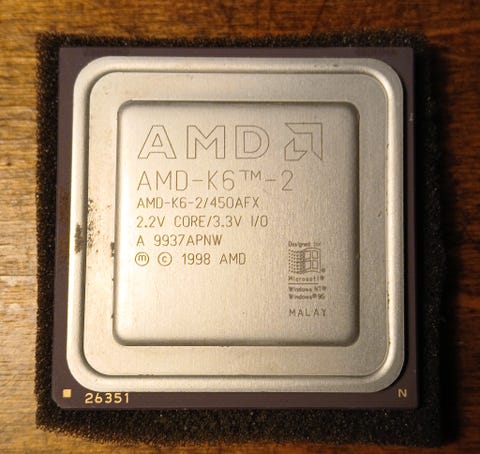 AMD
AMD-K6™-2
AMD-K6-2/450AFX
2.2V CORE/3.3V I/O
A 9937APNW
ⓜ © 1998 AMD
Designed for
Microsoft®
Windows NT®
Windows®95
MALAY
26351
N